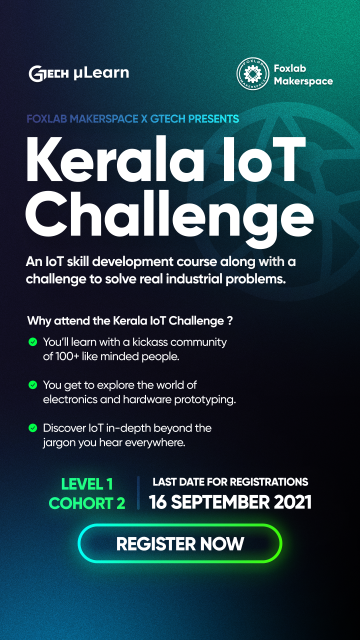 GTECH µLearn
Foxlab
Makerspace
FOXLAB MAKERSPACE X GTECH PRESENTS
Kerala IoT
Challenge
An IoT skill development course along with a
challenge to solve real industrial problems.
Why attend the Kerala IoT Challenge ?
You'll learn with a kickass community
of 100+ like minded people.
You get to explore the world of
electronics and hardware prototyping.
Discover IoT in-depth beyond the
jargon you hear everywhere.
LEVEL 1
COHORT 2
LAST DATE FOR REGISTRATIONS
16 SEPTEMBER 2021
REGISTER NOW